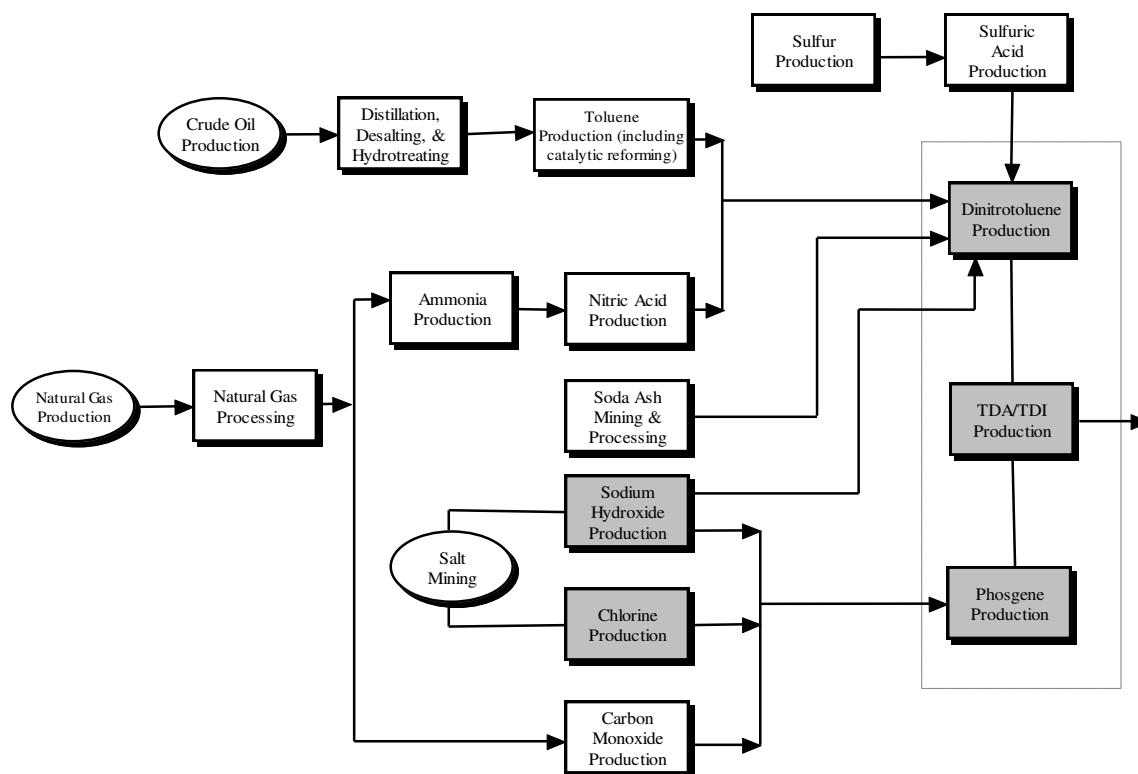 Sulfur
Production
Sulfuric
Acid
Production
Crude Oil
Production
Distillation,
Desalting, &
Hydrotreating
Toluene
Production (including
catalytic reforming)
Dinitrotoluene
Production
Ammonia
Production
Nitric Acid
Production
Natural Gas
Production
Natural Gas
Processing
Soda Ash
Mining &
Processing
TDA/TDI
Production
Sodium
Hydroxide
Production
Salt
Mining
Chlorine
Production
Phosgene
Production
Carbon
Monoxide
Production